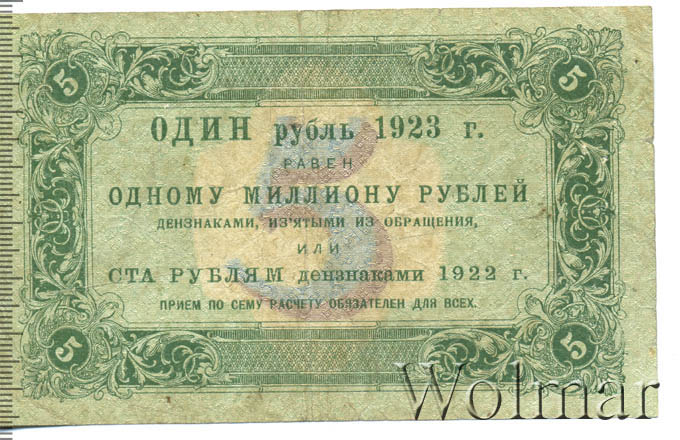 5 5
ОДИН рубль 1923 г.
РАВЕН
ОДНОМУ МИЛЛИОНУ РУБЛЕЙ
ДЕНЗНАКАМИ, ИЗ'ЯТЫМИ ИЗ ОБРАЩЕНИЯ,
ИЛИ
СТА РУБЛЯМ дензнаками 1922 г.
ПРИЕМ ПО СЕМУ РАСЧЕТУ ОБЯЗАТЕЛЕН ДЛЯ ВСЕХ.
5
5 5
Wolmar